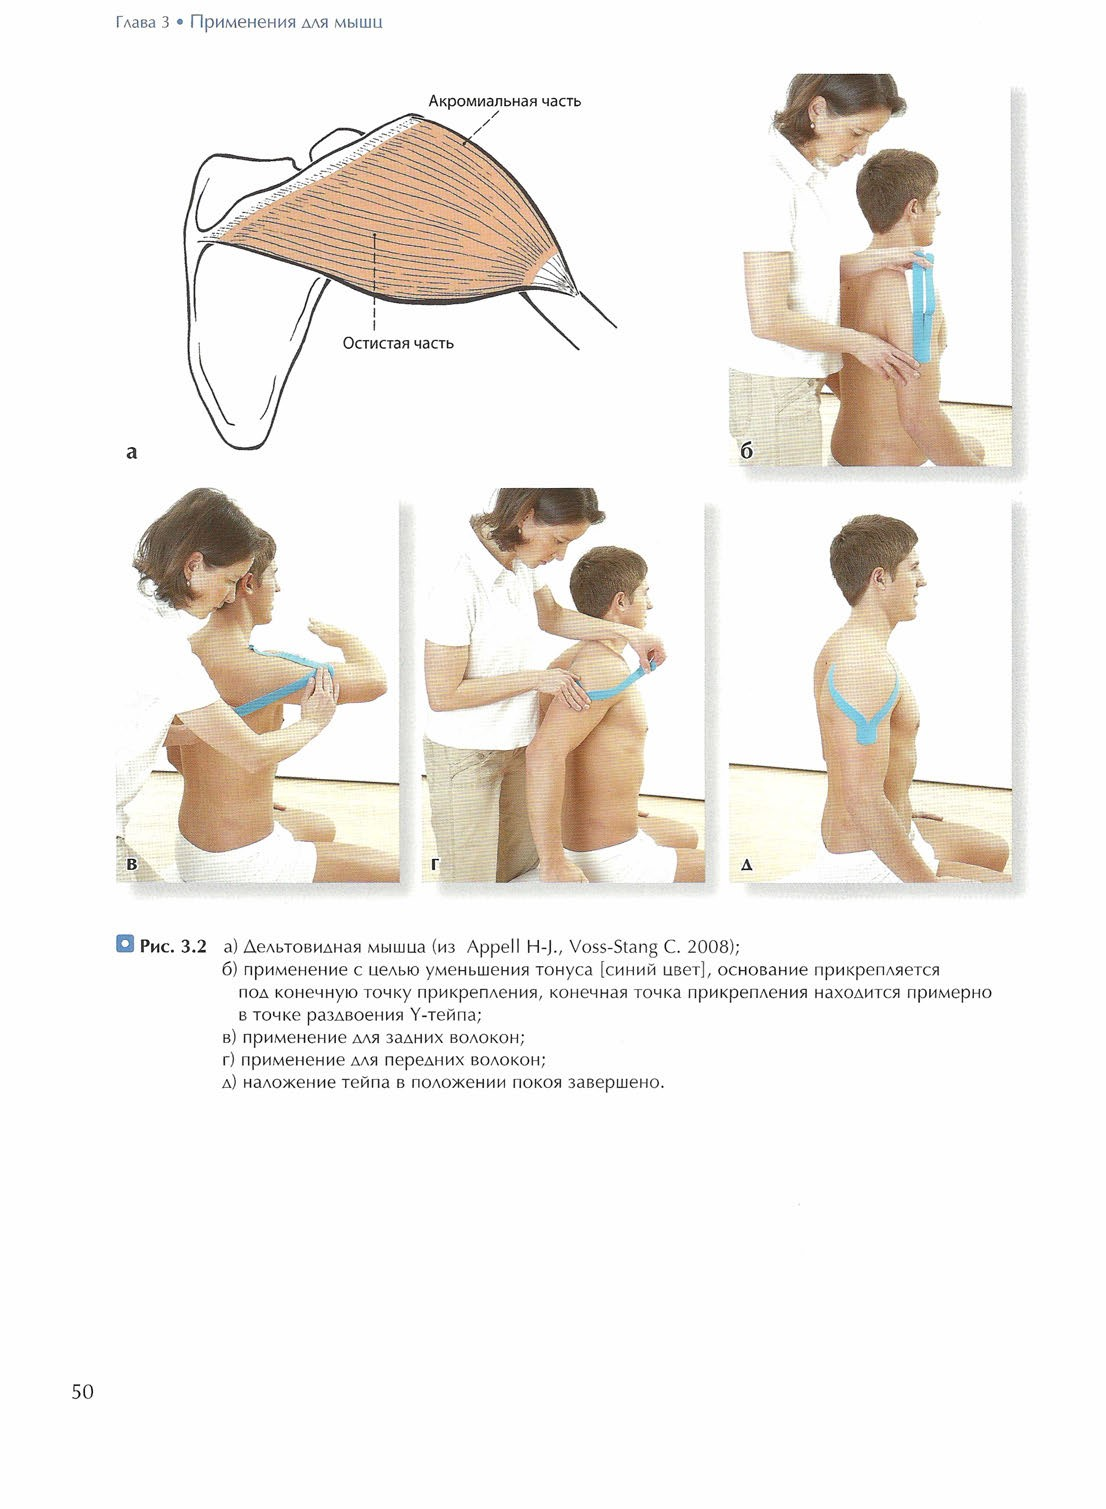 Глава 3 • Применения для мышц
Акромиальная часть
Остистая часть
а
б
в
г
д
Рис. 3.2 а) Дельтовидная мышца (из Appell H-J., Voss-Stang C. 2008);
б) применение с целью уменьшения тонуса [синий цвет], основание прикрепляется
под конечную точку прикрепления, конечная точка прикрепления находится примерно
в точке раздвоения Y-тейпа;
в) применение для задних волокон;
г) применение для передних волокон;
д) наложение тейпа в положении покоя завершено.
50